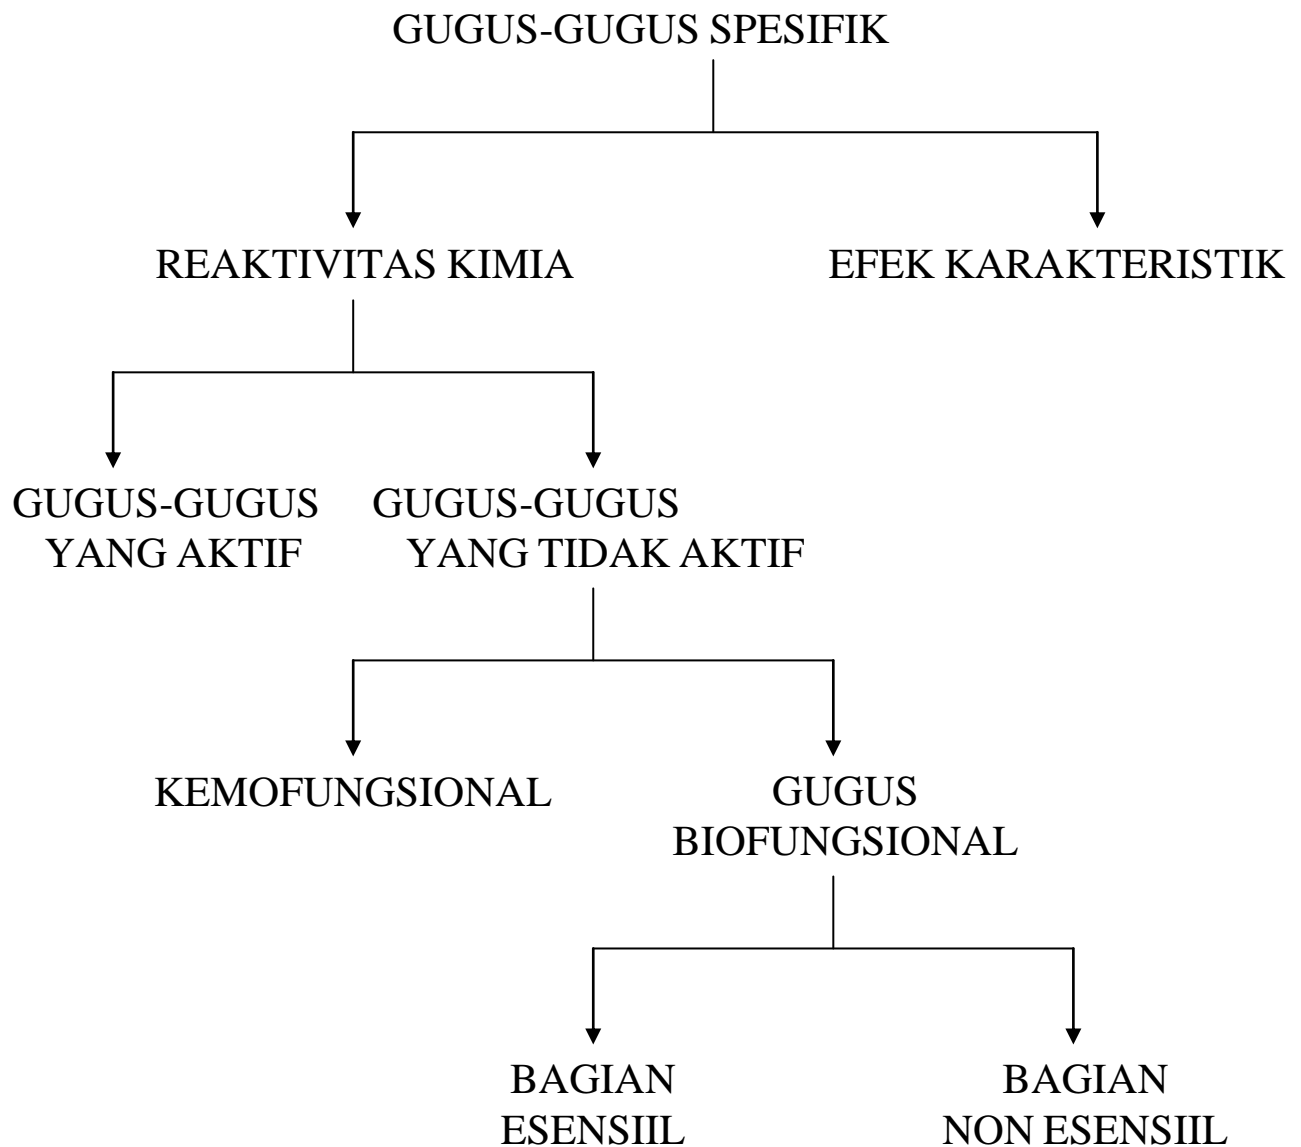 GUGUS-GUGUS SPESIFIK
REAKTIVITAS KIMIA
EFEK KARAKTERISTIK
GUGUS-GUGUS
YANG AKTIF
GUGUS-GUGUS
YANG TIDAK AKTIF
KEMOFUNGSIONAL
GUGUS
BIOFUNGSIONAL
BAGIAN
ESENSIIL
BAGIAN
NON ESENSIIL